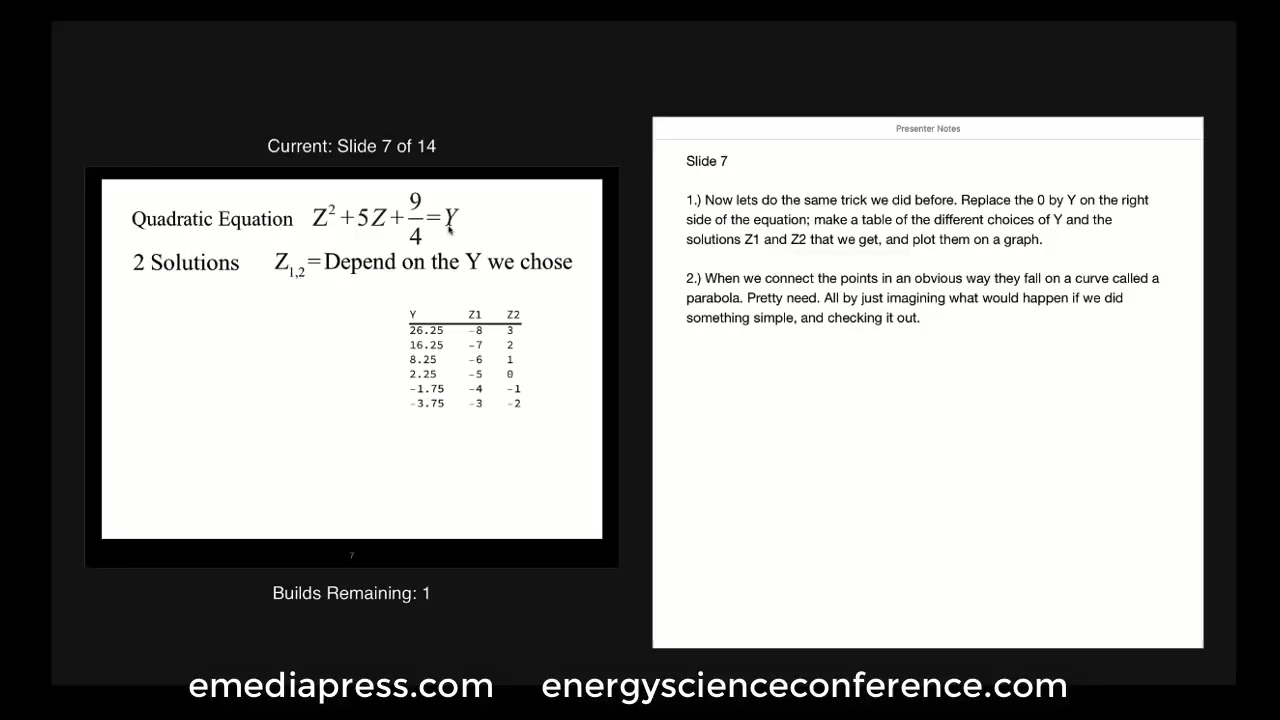 Current: Slide 7 of 14
Quadratic Equation Z² + 5Z + 9/4 = Y
2 Solutions Z1,2 = Depend on the Y we chose
Y Z1 Z2
26.25 -8 3
16.25 -7 2
8.25 -6 1
2.25 -5 0
-1.75 -4 -1
-3.75 -3 -2
7
Builds Remaining: 1
Presenter Notes
Slide 7
1.) Now lets do the same trick we did before. Replace the 0 by Y on the right
side of the equation; make a table of the different choices of Y and the
solutions Z1 and Z2 that we get, and plot them on a graph.
2.) When we connect the points in an obvious way they fall on a curve called a
parabola. Pretty need. All by just imagining what would happen if we did
something simple, and checking it out.
emediapress.com energyscienceconference.com